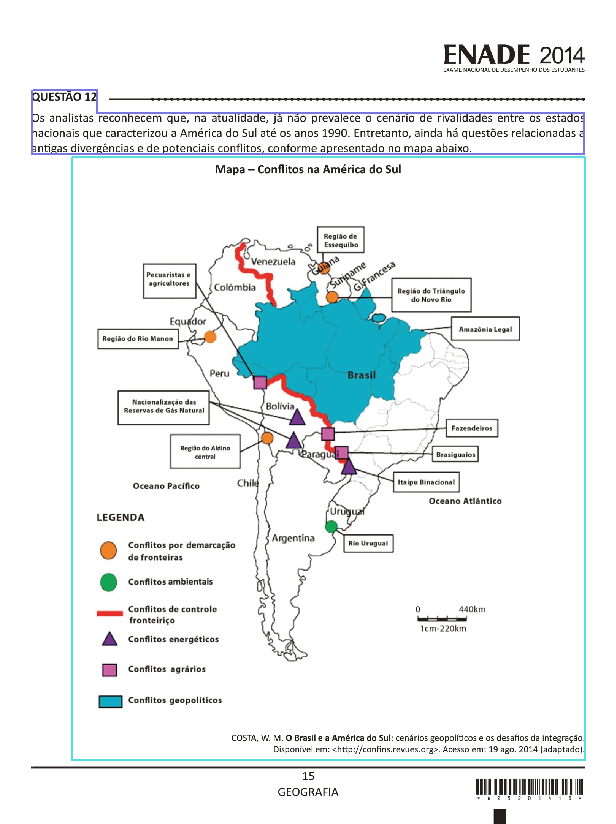 ENADE 2014
EXAME NACIONAL DE DESEMPENHO DOS ESTUDANTES
QUESTÃO 12
Os analistas reconhecem que, na atualidade, já não prevalece o cenário de rivalidades entre os estados
nacionais que caracterizou a América do Sul até os anos 1990. Entretanto, ainda há questões relacionadas a
antigas divergências e de potenciais conflitos, conforme apresentado no mapa abaixo.
Mapa – Conflitos na América do Sul
Região de
Essequibo
Venezuela
Guiana
Suriname
G.Francesa
Pecuaristas e
agricultores
Colômbia
Região do Triângulo
do Novo Rio
Equador
Amazônia Legal
Região do Rio Manon
Peru
Brasil
Nacionalização das
Reservas de Gás Natural
Bolívia
Fazendeiros
Região do Aldino
central
Paraguai
Brasiguaios
Itaipu Binacional
Oceano Pacífico
Chile
Oceano Atlântico
Uruguai
LEGENDA
Argentina
Rio Uruguai
Conflitos por demarcação
de fronteiras
Conflitos ambientais
Conflitos de controle
fronteiriço
0 440km
1cm-220km
Conflitos energéticos
Conflitos agrários
Conflitos geopolíticos
COSTA, W. M. O Brasil e a América do Sul: cenários geopolíticos e os desafios da integração.
Disponível em: <http://confins.revues.org>. Acesso em: 19 ago. 2014 (adaptado).
15
GEOGRAFIA